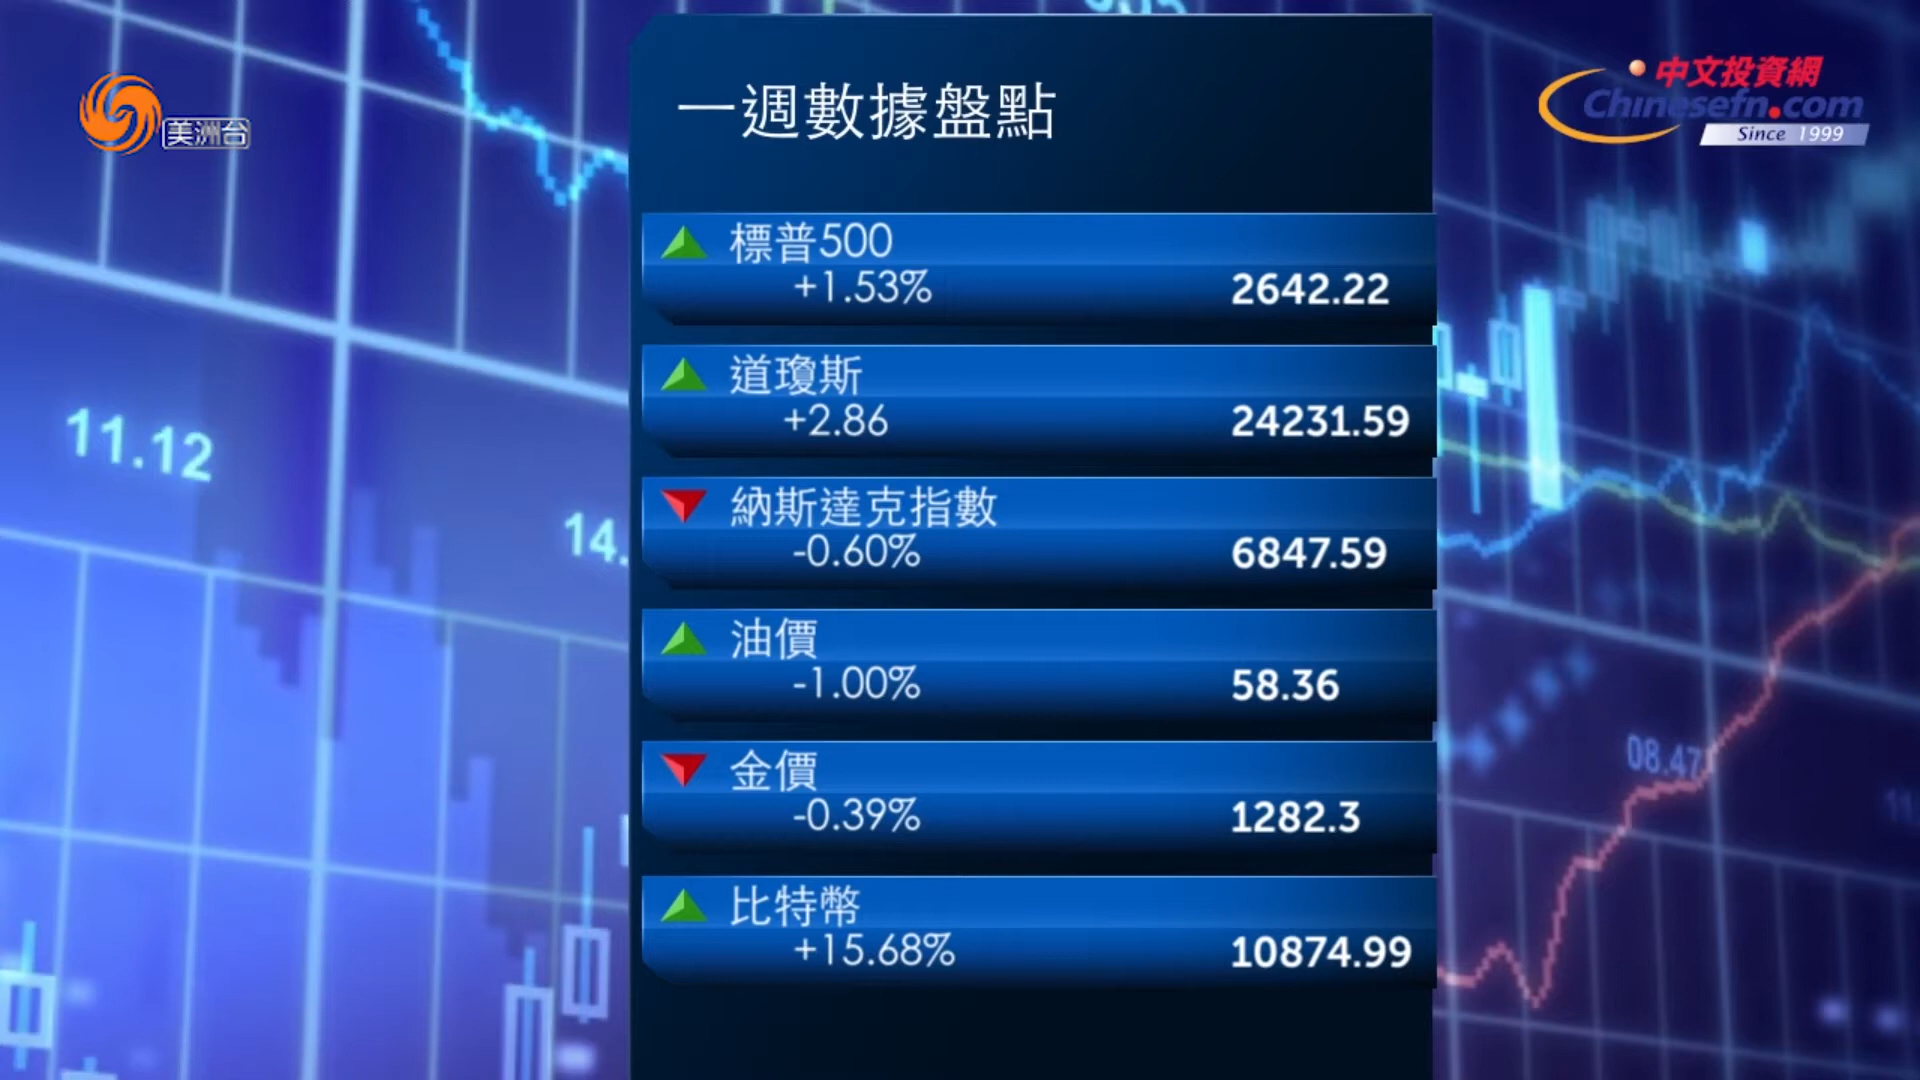 美洲台
中文投資網
Chinesefn.com
Since 1999
一週數據盤點
標普500
+1.53% 2642.22
道瓊斯
+2.86 24231.59
納斯達克指數
-0.60% 6847.59
油價
-1.00% 58.36
金價
-0.39% 1282.3
比特幣
+15.68% 10874.99
11.12
14.
08.47